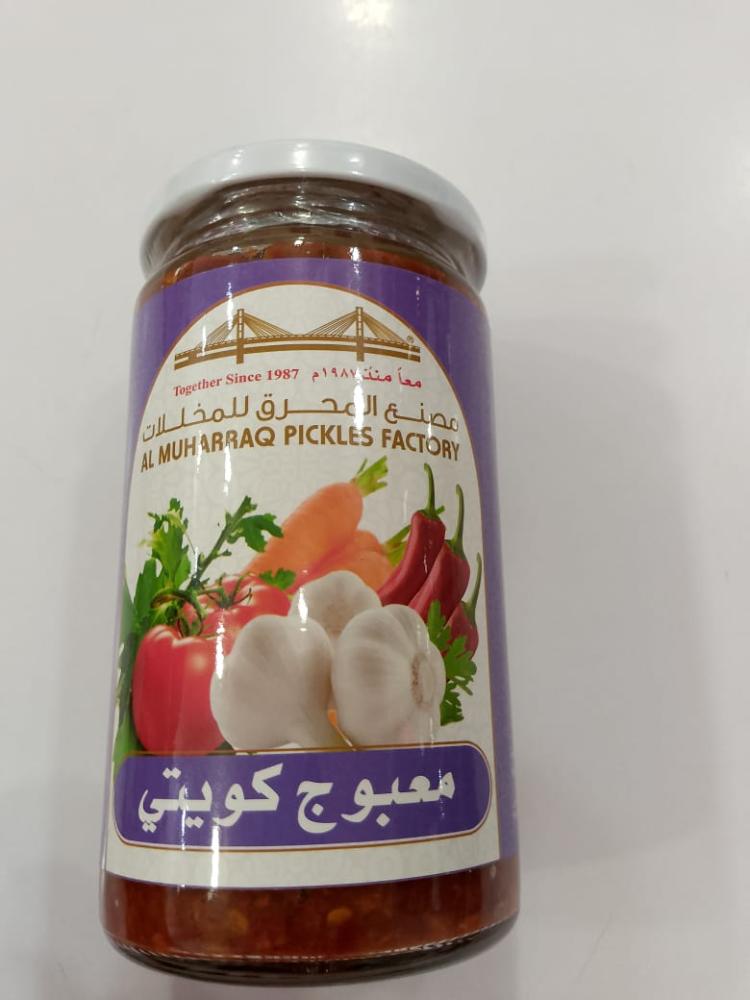 Together Since 1987 معاً منذ ١٩٨٧م
مصنع المحرق للمخللات
AL MUHARRAQ PICKLES FACTORY
معبوج كويتي